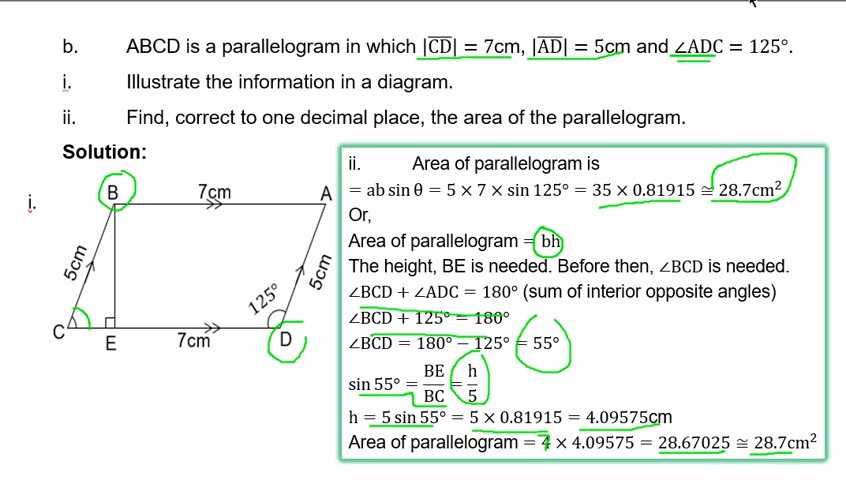 b. ABCD is a parallelogram in which |CD| = 7cm, |AD| = 5cm and ∠ADC = 125°.
i. Illustrate the information in a diagram.
ii. Find, correct to one decimal place, the area of the parallelogram.
Solution:
i.
B 7cm A
5cm 5cm
125°
C E 7cm D
ii. Area of parallelogram is
= ab sin θ = 5 × 7 × sin 125° = 35 × 0.81915 ≅ 28.7cm²
Or,
Area of parallelogram = bh
The height, BE is needed. Before then, ∠BCD is needed.
∠BCD + ∠ADC = 180° (sum of interior opposite angles)
∠BCD + 125° = 180°
∠BCD = 180° − 125° = 55°
sin 55° = BE/BC = h/5
h = 5 sin 55° = 5 × 0.81915 = 4.09575cm
Area of parallelogram = 7 × 4.09575 = 28.67025 ≅ 28.7cm²